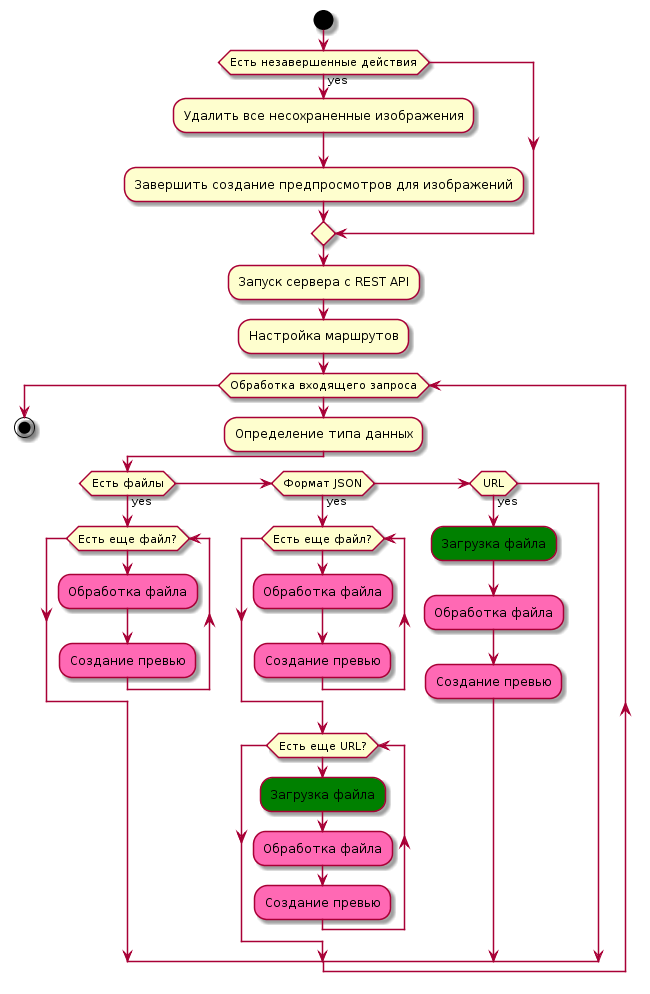 Есть незавершенные действия
yes
Удалить все несохраненные изображения
Завершить создание предпросмотров для изображений
Запуск сервера с REST API
Настройка маршрутов
Обработка входящего запроса
Определение типа данных
Есть файлы
yes
Формат JSON
yes
URL
yes
Есть еще файл?
Обработка файла
Создание превью
Есть еще файл?
Обработка файла
Создание превью
Есть еще URL?
Загрузка файла
Обработка файла
Создание превью
Загрузка файла
Обработка файла
Создание превью